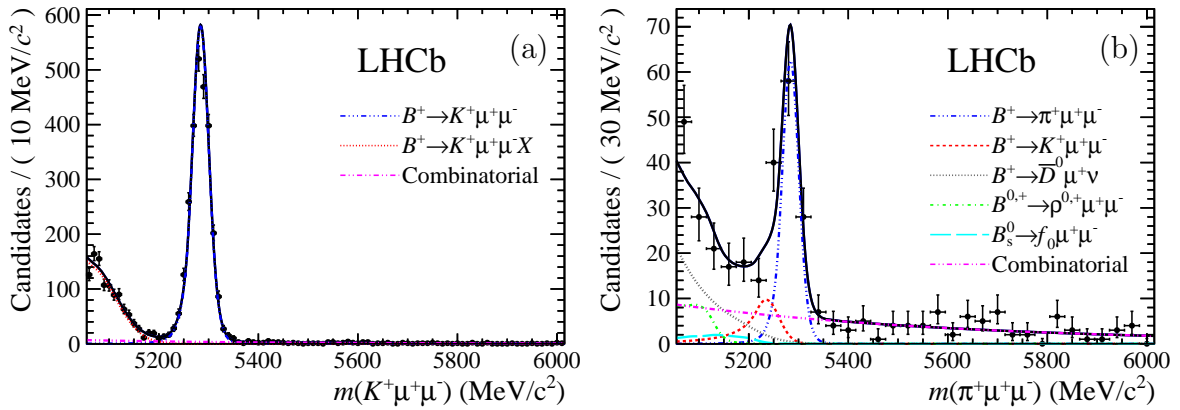 (a)
LHCb
B⁺→K⁺μ⁺μ⁻
B⁺→K⁺μ⁺μ⁻X
Combinatorial
Candidates / ( 10 MeV/c²)
600
500
400
300
200
100
0
5200 5400 5600 5800 6000
m(K⁺μ⁺μ⁻) (MeV/c²)
(b)
LHCb
B⁺→π⁺μ⁺μ⁻
B⁺→K⁺μ⁺μ⁻
B⁺→D̅⁰μ⁺ν
B⁰,⁺→ρ⁰,⁺μ⁺μ⁻
B⁰ₛ→f₀μ⁺μ⁻
Combinatorial
Candidates / ( 30 MeV/c²)
70
60
50
40
30
20
10
0
5200 5400 5600 5800 6000
m(π⁺μ⁺μ⁻) (MeV/c²)